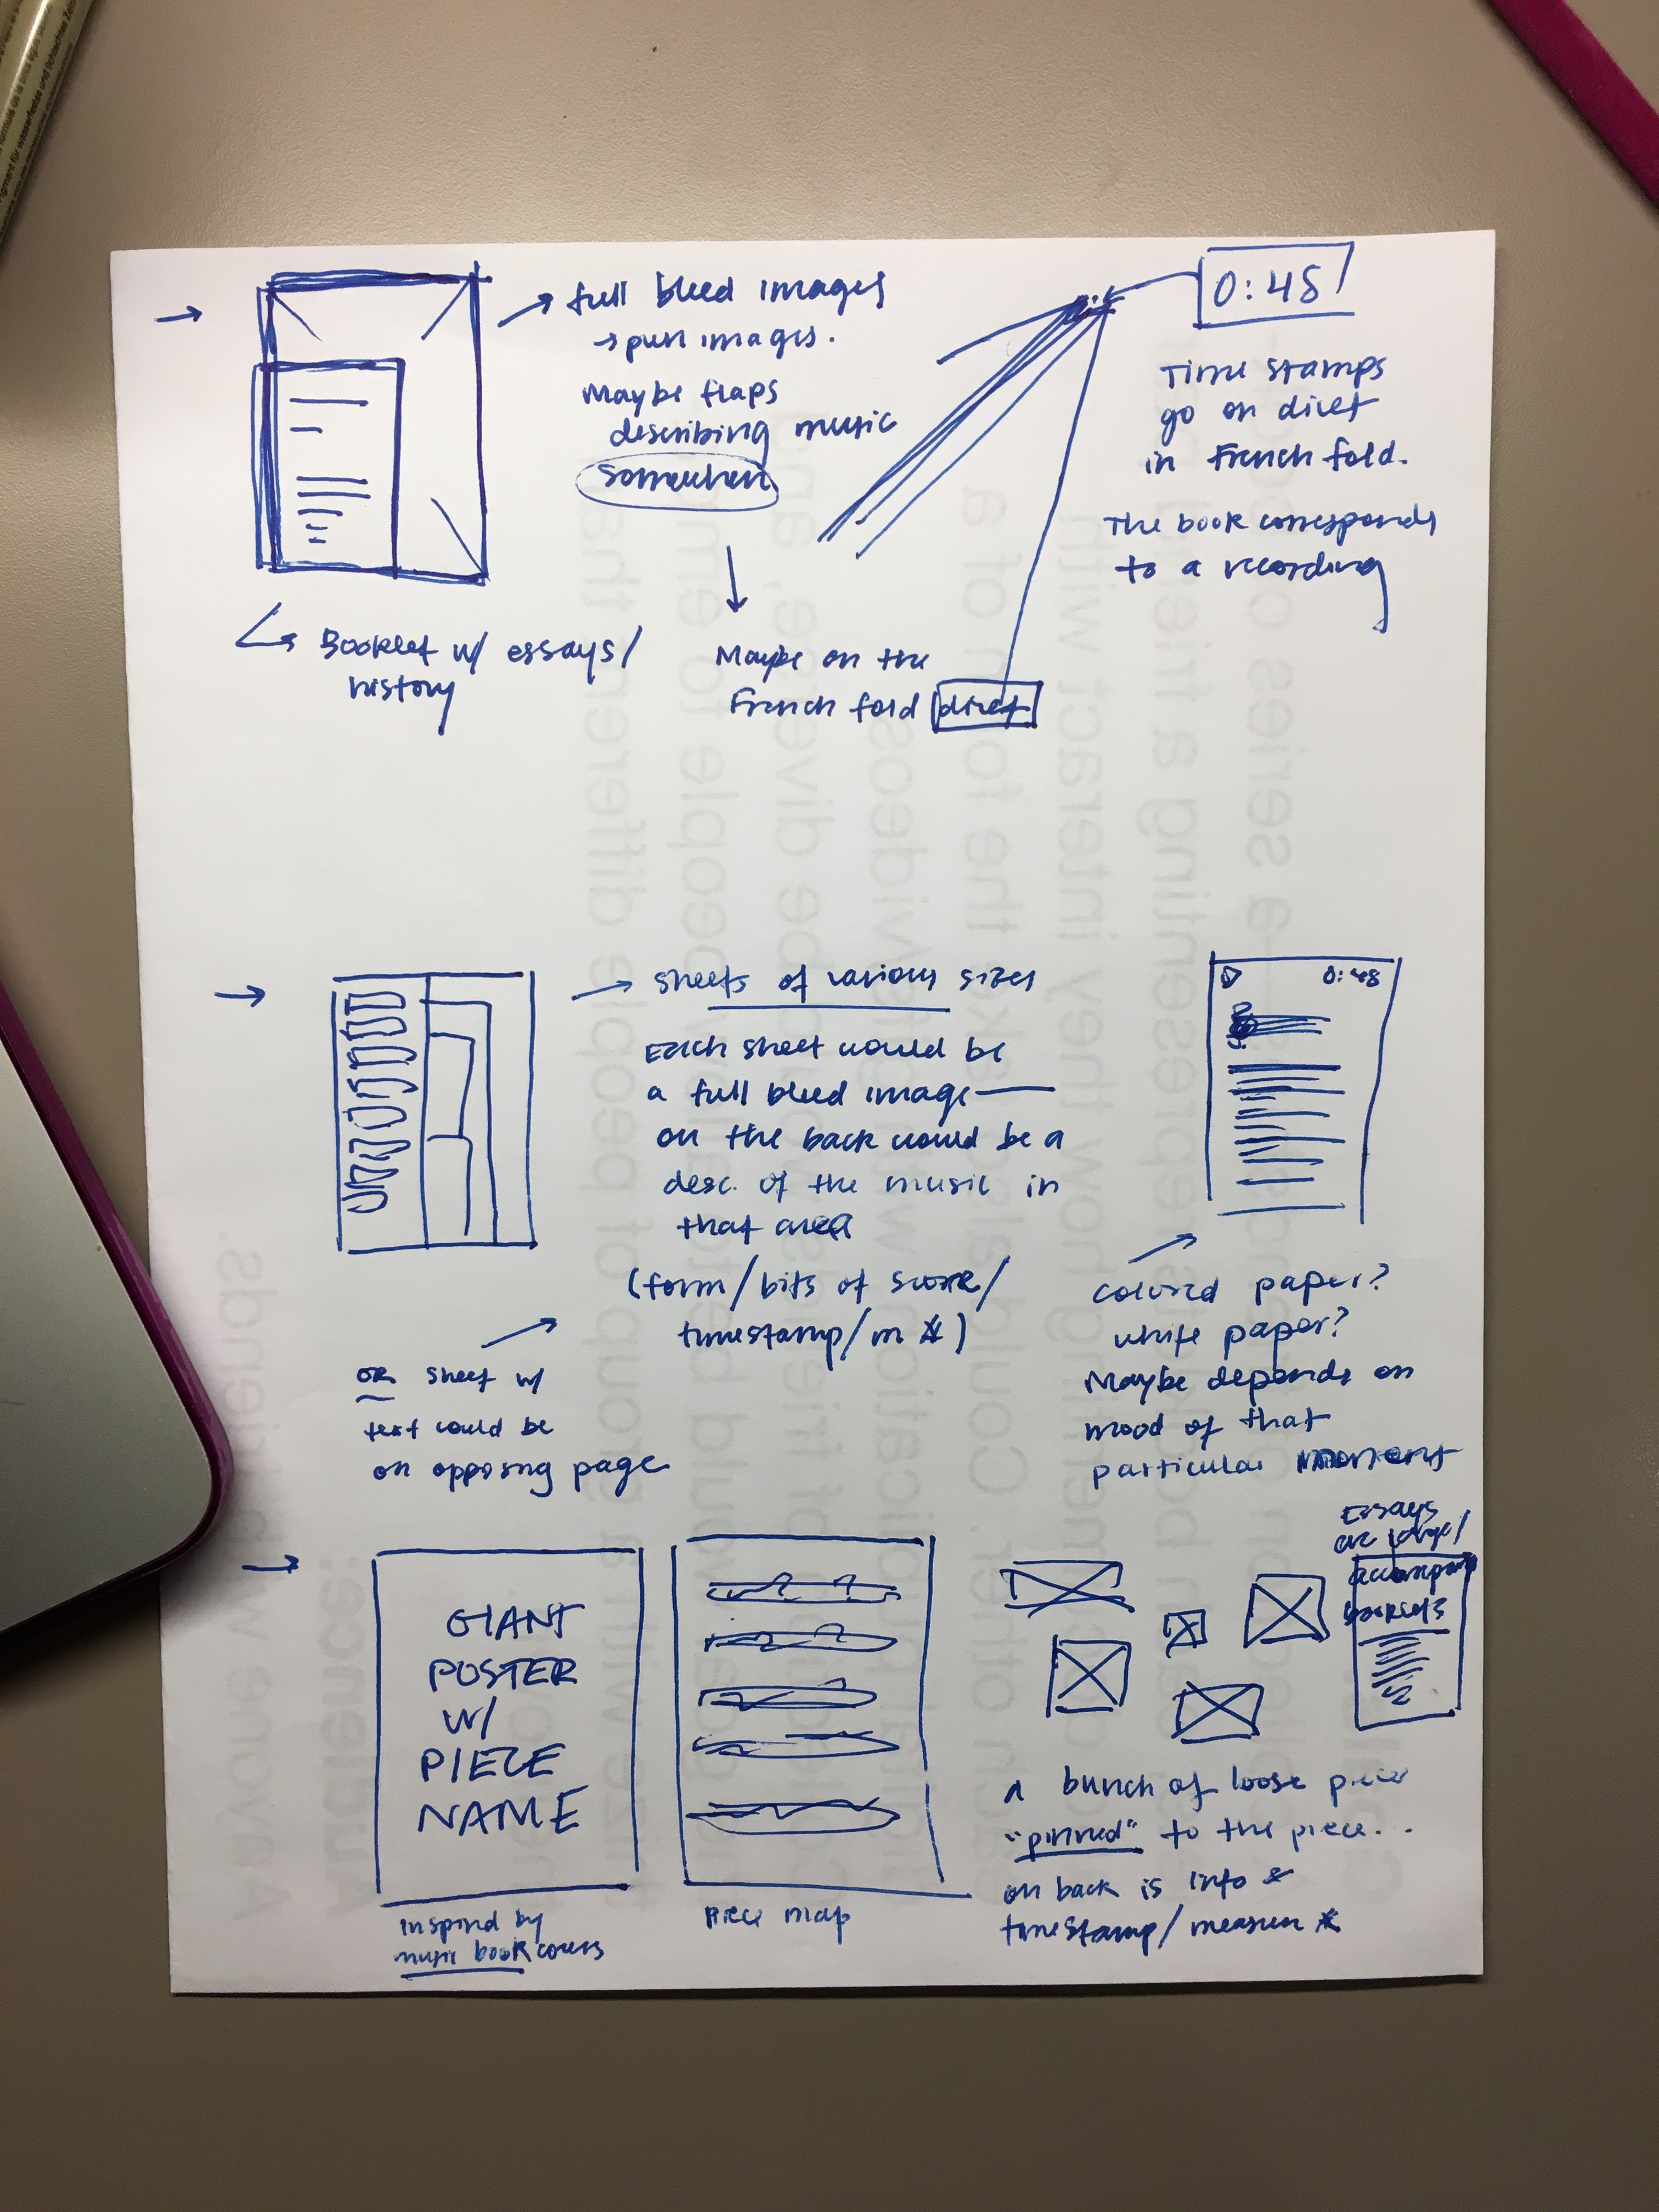 full bleed images
→ pure images.
Maybe flaps
describing music
somewhere
Maybe on the
French fold divet
0:45
Time stamps
go on divet
in French fold.
The book corresponds
to a recording
Booklet w/ essays/
history
sheets of various sizes
Each sheet would be
a full bleed image—
on the back would be a
desc. of the music in
that area
(form/bits of score/
timestamp/m #)
OR sheet w/
text could be
on opposing page
0:48
colored paper?
white paper?
Maybe depends on
mood of that
particular moment
GIANT
POSTER
W/
PIECE
NAME
inspired by
music book covers
Piece map
Essays
are large/
a bunch of loose pieces
"pinned" to the piece..
on back is info &
timestamp/measure #